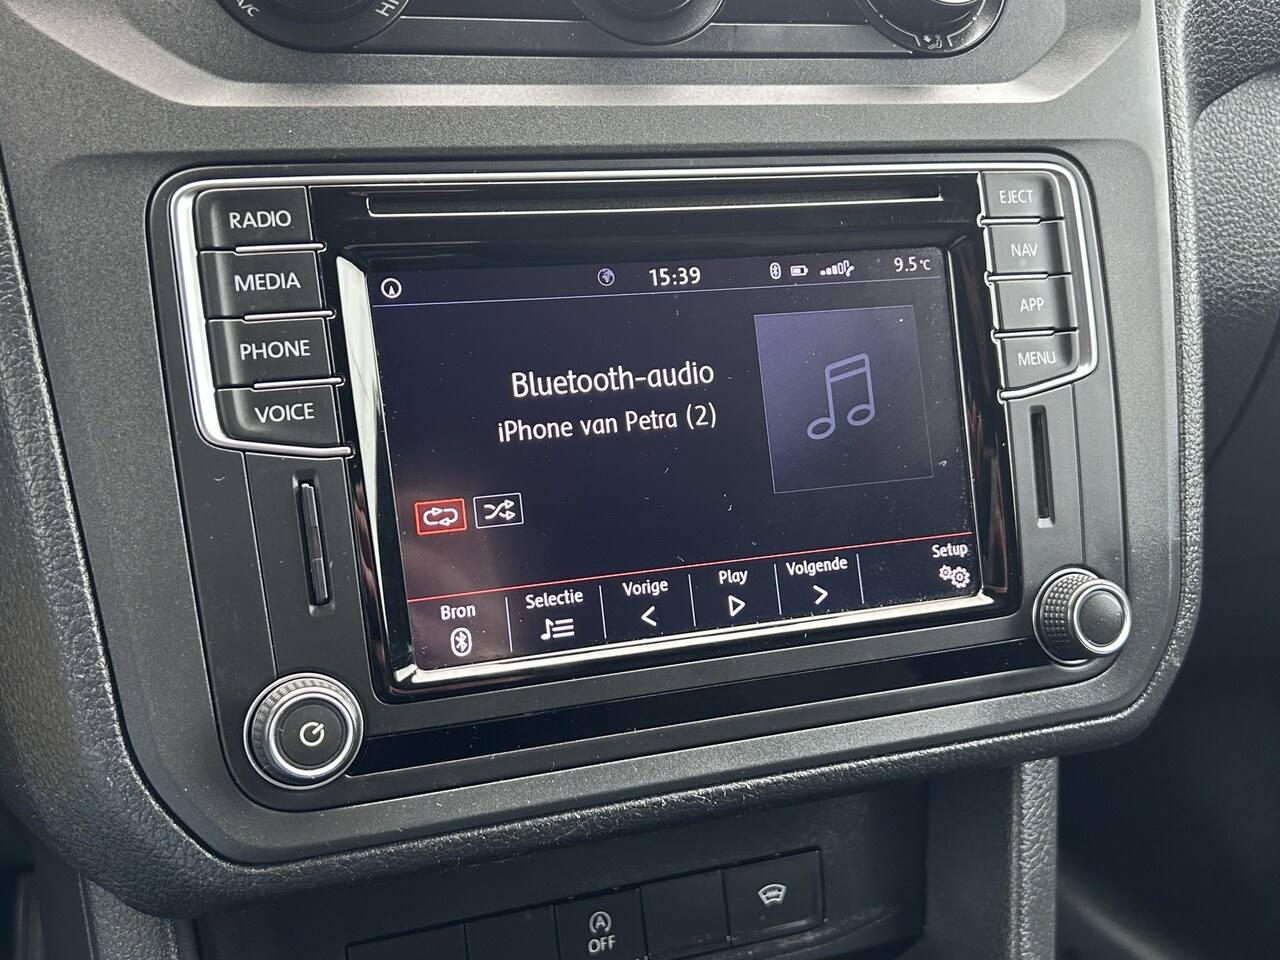 A/C
RADIO
MEDIA
PHONE
VOICE
EJECT
NAV
APP
MENU
15:39
9.5°C
Bluetooth-audio
iPhone van Petra (2)
Bron
Selectie
Vorige
Play
Volgende
Setup
A
OFF